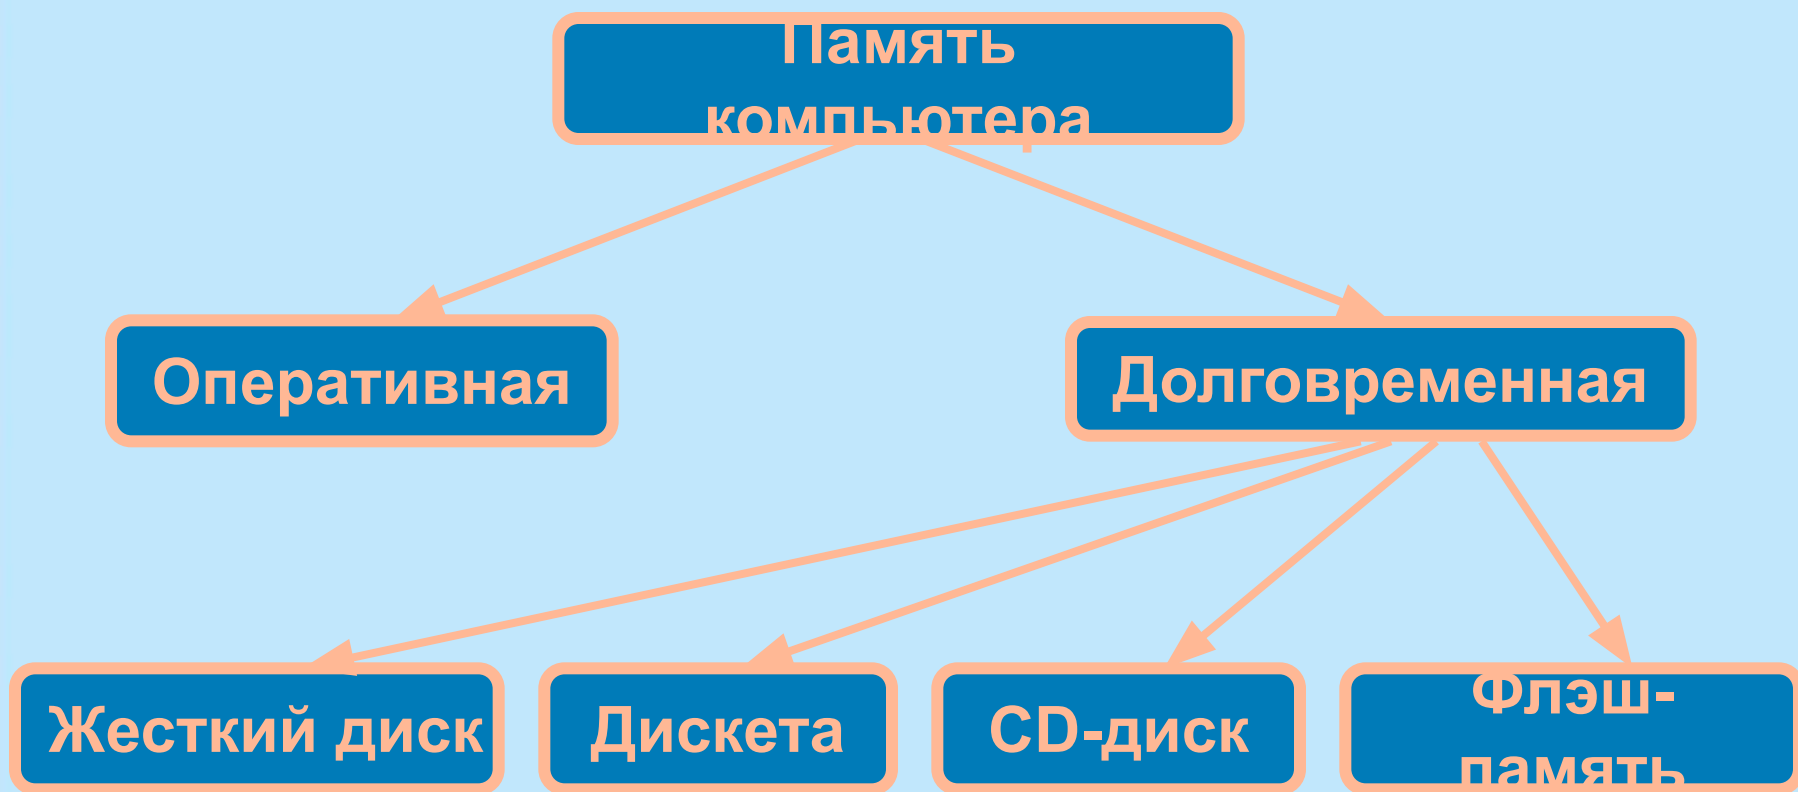 Память
компьютера
Оперативная
Долговременная
Жесткий диск
Дискета
CD-диск
Флэш-
память